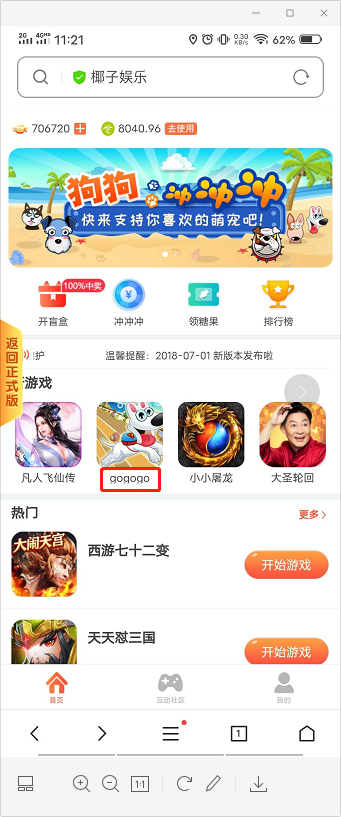 2G 4GHD 11:21 0.30 KB/s 62%
椰子娱乐
706720 8040.96 去使用
狗狗冲冲冲
快来支持你喜欢的萌宠吧!
100%中奖
开盲盒 冲冲冲 领糖果 排行榜
返回正式版
护 温馨提醒:2018-07-01 新版本发布啦
游戏
凡人飞仙传 gogogo 小小屠龙 大圣轮回
热门 更多
大闹天宫
西游七十二变
开始游戏
天天怼三国
开始游戏
首页 互动社区 我的
1
1:1